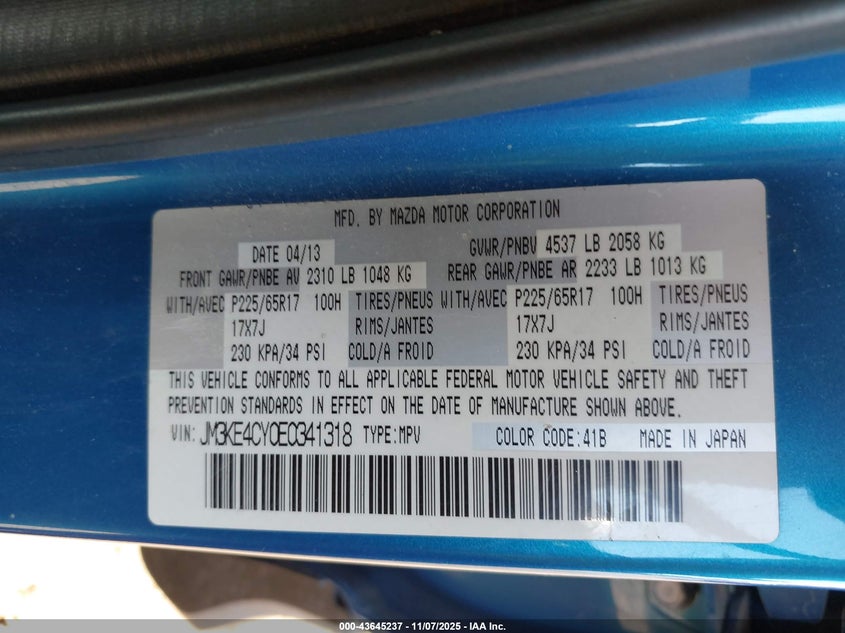 MFD. BY MAZDA MOTOR CORPORATION
DATE 04/13 GVWR/PNBV 4537 LB 2058 KG
FRONT GAWR/PNBE AV 2310 LB 1048 KG REAR GAWR/PNBE AR 2233 LB 1013 KG
WITH/AVEC P225/65R17 100H TIRES/PNEUS WITH/AVEC P225/65R17 100H TIRES/PNEUS
17X7J RIMS/JANTES 17X7J RIMS/JANTES
230 KPA/34 PSI COLD/A FROID 230 KPA/34 PSI COLD/A FROID
THIS VEHICLE CONFORMS TO ALL APPLICABLE FEDERAL MOTOR VEHICLE SAFETY AND THEFT
PREVENTION STANDARDS IN EFFECT ON THE DATE OF MANUFACTURE SHOWN ABOVE.
VIN: JM3KE4CY0E0341318 TYPE:MPV COLOR CODE:41B MADE IN JAPAN
000-43645237 - 11/07/2025 - IAA Inc.